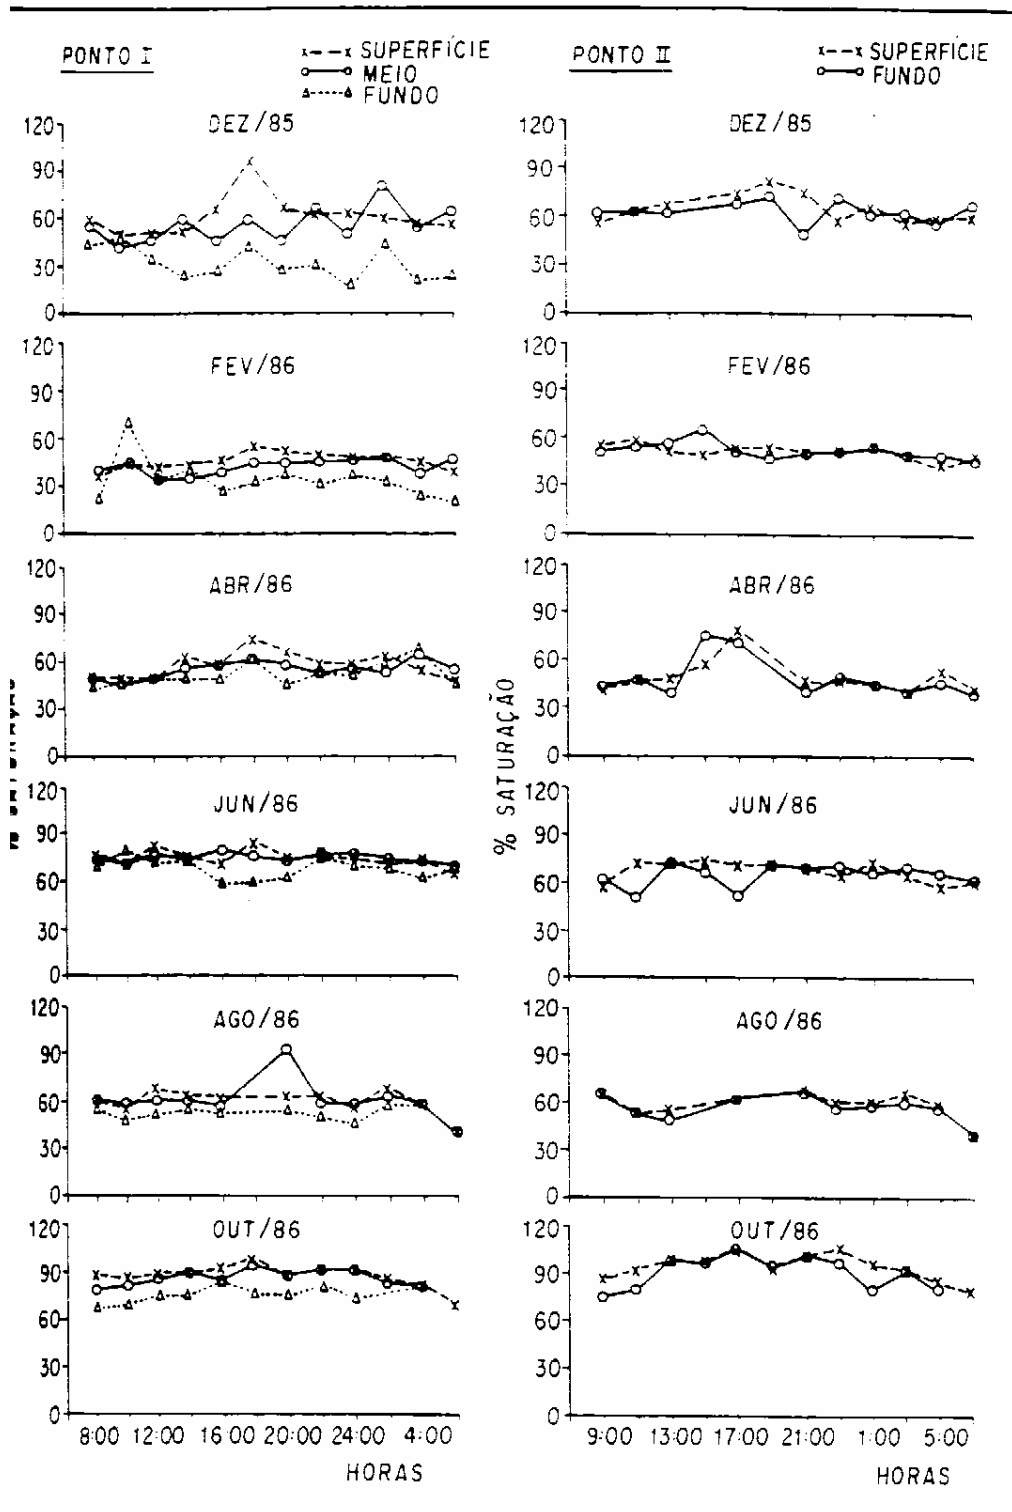 PONTO I
x--x SUPERFÍCIE
MEIO
FUNDO
PONTO II
x--x SUPERFÍCIE
FUNDO
DEZ/85
120
90
60
30
0
DEZ/85
120
90
60
30
0
FEV/86
120
90
60
30
0
FEV/86
120
90
60
30
0
ABR/86
120
90
60
30
0
ABR/86
120
90
60
30
0
% SATURAÇÃO
JUN/86
120
90
60
30
0
JUN/86
120
90
60
30
0
AGO/86
120
90
60
30
0
AGO/86
120
90
60
30
0
OUT/86
120
90
60
30
0
OUT/86
120
90
60
30
0
8:00 12:00 16:00 20:00 24:00 4:00
HORAS
9:00 13:00 17:00 21:00 1:00 5:00
HORAS